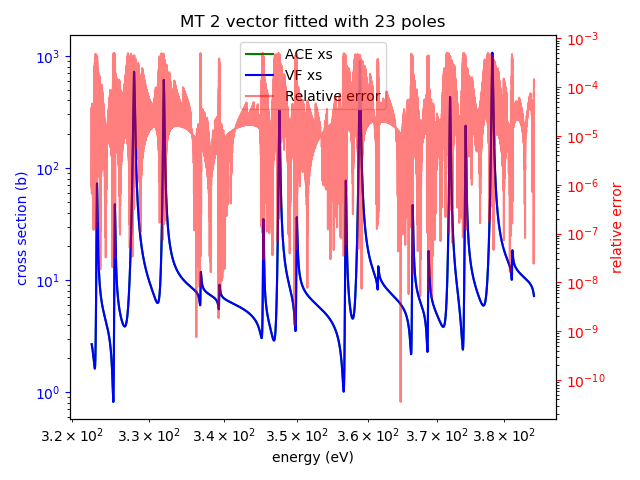 MT 2 vector fitted with 23 poles
ACE xs
VF xs
Relative error
cross section (b)
10³
10²
10¹
10⁰
10⁻³
10⁻⁴
10⁻⁵
10⁻⁶
10⁻⁷
10⁻⁸
10⁻⁹
10⁻¹⁰
relative error
3.2 × 10² 3.3 × 10² 3.4 × 10² 3.5 × 10² 3.6 × 10² 3.7 × 10² 3.8 × 10²
energy (eV)